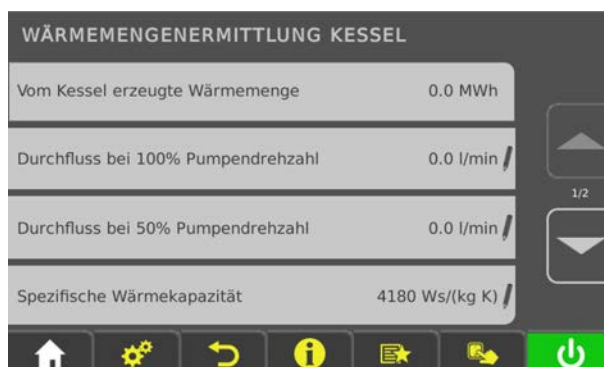 WÄRMEMENGENERMITTLUNG KESSEL
Vom Kessel erzeugte Wärmemenge 0.0 MWh
Durchfluss bei 100% Pumpendrehzahl 0.0 l/min
1/2
Durchfluss bei 50% Pumpendrehzahl 0.0 l/min
Spezifische Wärmekapazität 4180 Ws/(kg K)